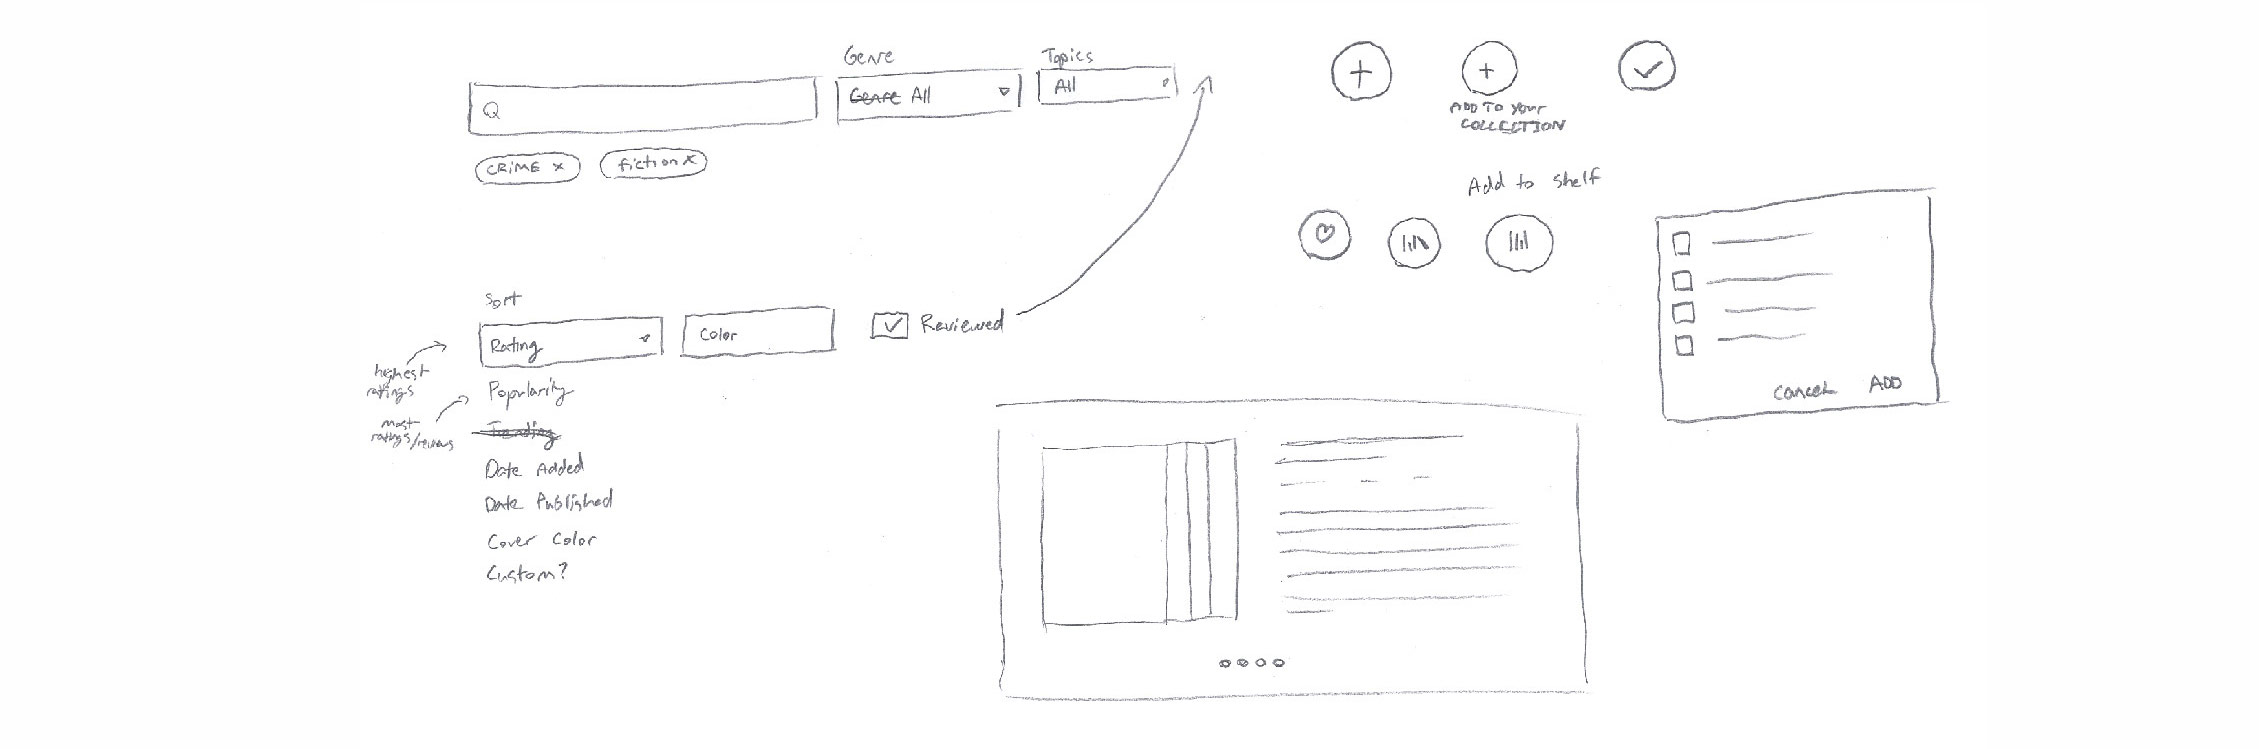 Genre
Topics
Genre All
All
CRIME x
fiction x
ADD TO YOUR
COLLECTION
Add to shelf
Sort
Rating
Color
Reviewed
highest
ratings
Popularity
most
ratings/reviews
Trending
Date Added
Date Published
Cover Color
Custom?
Cancel ADD